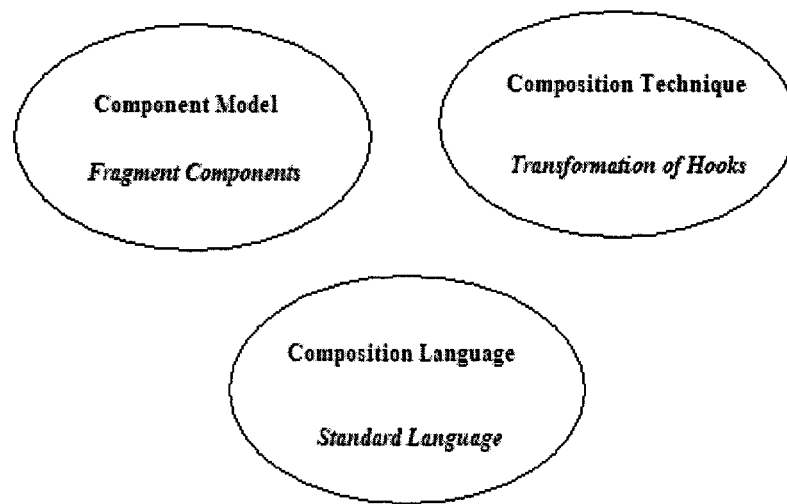 Component Model
Fragment Components
Composition Technique
Transformation of Hooks
Composition Language
Standard Language